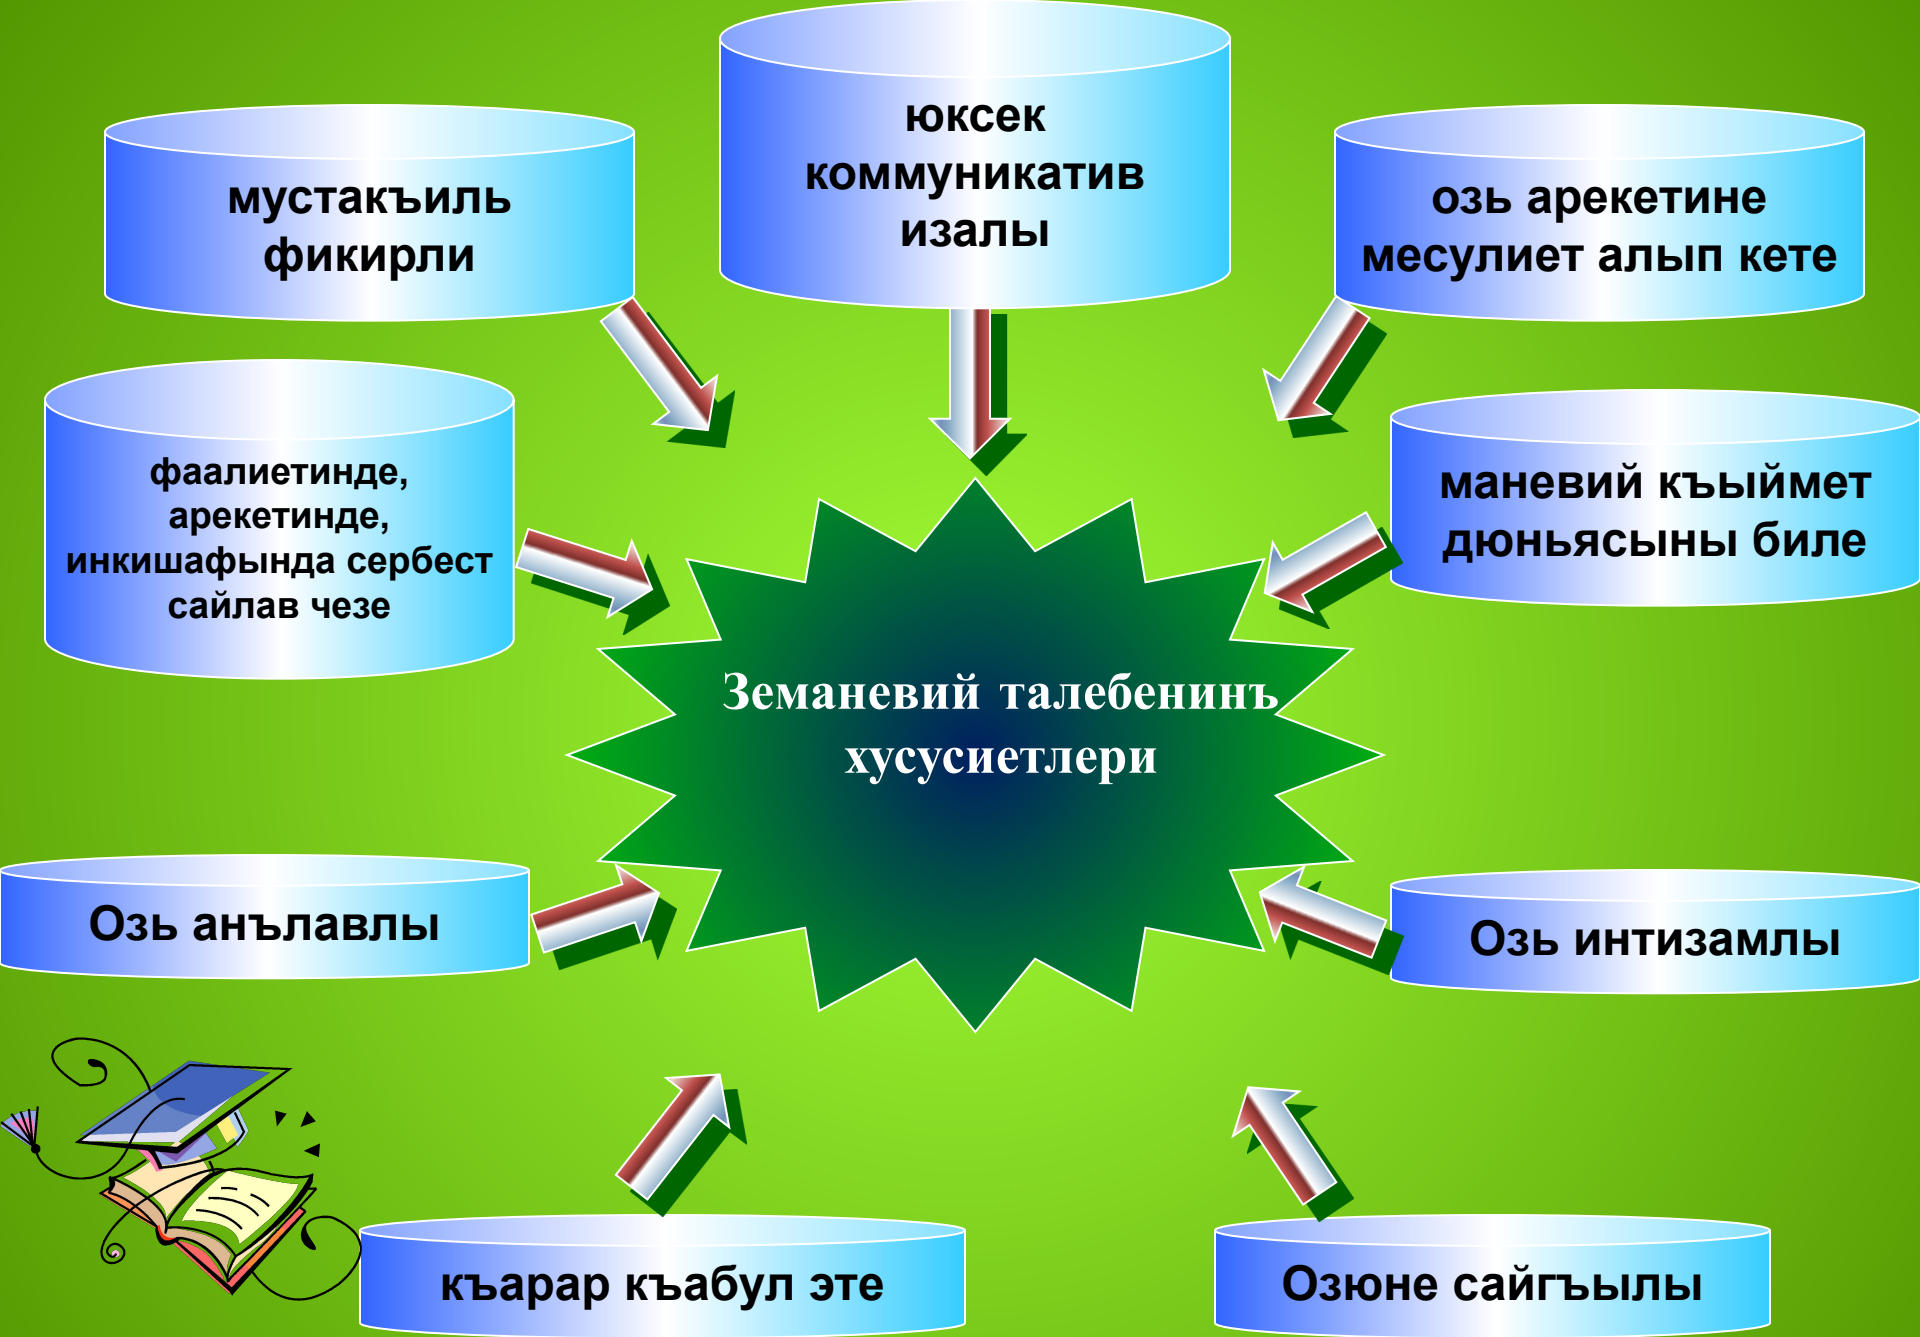 юксек
коммуникатив
изалы
мустакъиль
фикирли
озь арекетине
месулиет алып кете
фаалиетинде,
арекетинде,
инкишафында сербест
сайлав чезе
маневий къыймет
дюньясыны биле
Земаневий талебенинъ
хусусиетлери
Озь анълавлы
Озь интизамлы
къарар къабул эте
Озюне сайгъылы